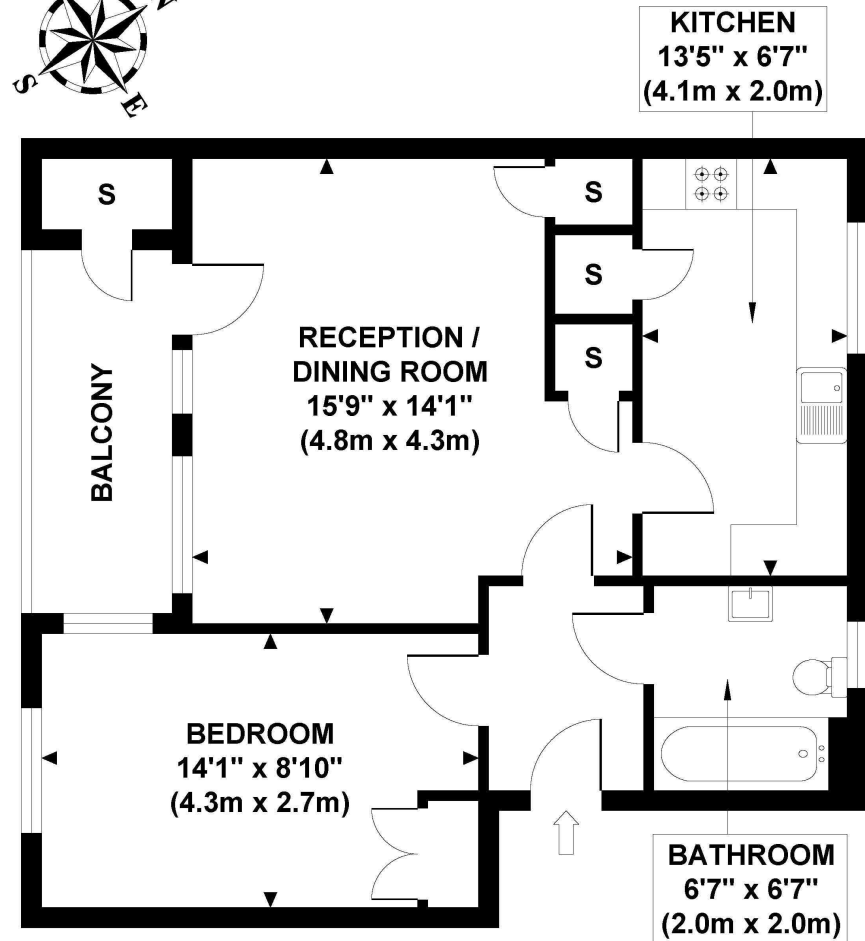 N
S
E
KITCHEN
13'5" x 6'7"
(4.1m x 2.0m)
S
S
S
S
RECEPTION /
DINING ROOM
15'9" x 14'1"
(4.8m x 4.3m)
BALCONY
BEDROOM
14'1" x 8'10"
(4.3m x 2.7m)
BATHROOM
6'7" x 6'7"
(2.0m x 2.0m)